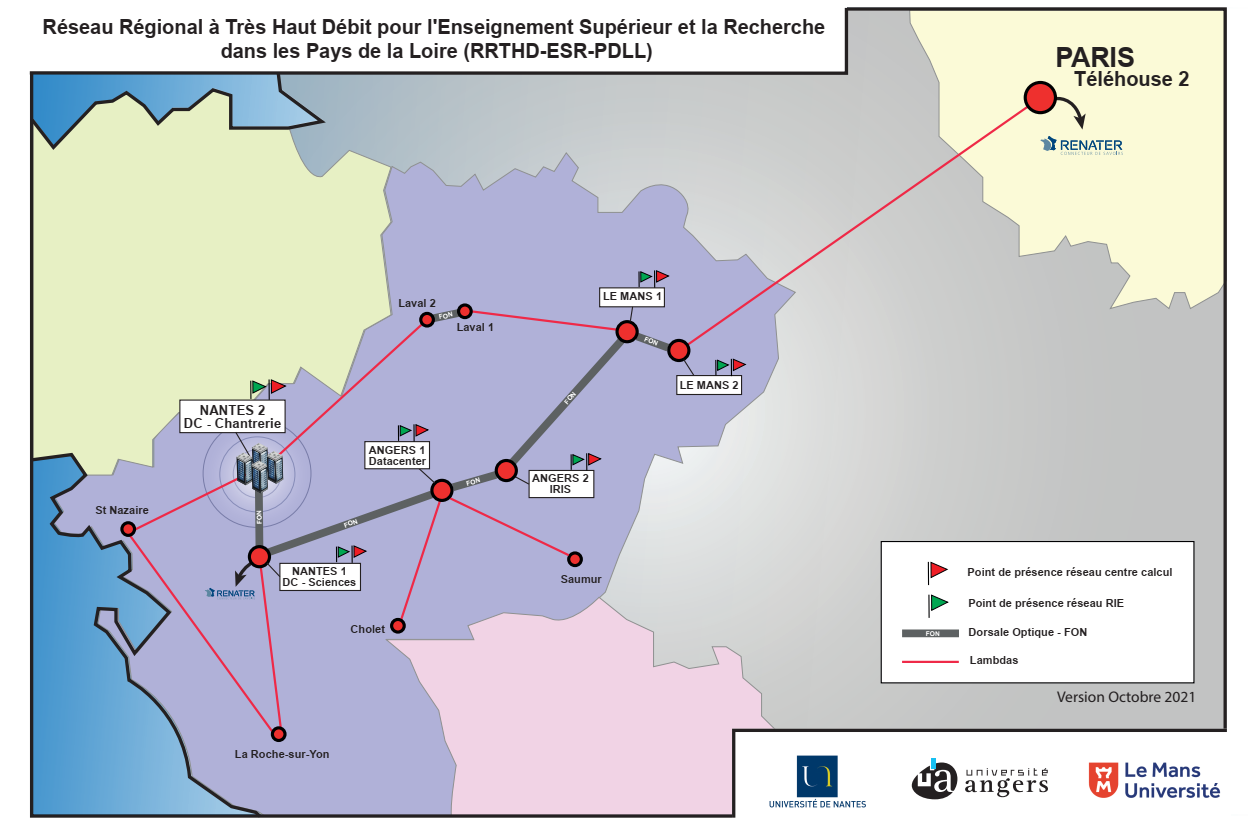 Réseau Régional à Très Haut Débit pour l'Enseignement Supérieur et la Recherche
dans les Pays de la Loire (RRTHD-ESR-PDLL)
PARIS
Téléhouse 2
RENATER
CONNECTEUR DE SAVOIRS
LE MANS 1
Laval 2
FON
Laval 1
FON
LE MANS 2
FON
NANTES 2
DC - Chantrerie
ANGERS 1
Datacenter
FON
ANGERS 2
IRIS
St Nazaire
FON
FON
NANTES 1
DC - Sciences
RENATER
Saumur
Cholet
La Roche-sur-Yon
Point de présence réseau centre calcul
Point de présence réseau RIE
FON
Dorsale Optique - FON
Lambdas
Version Octobre 2021
UNIVERSITÉ DE NANTES
ua
université
angers
Le Mans
Université